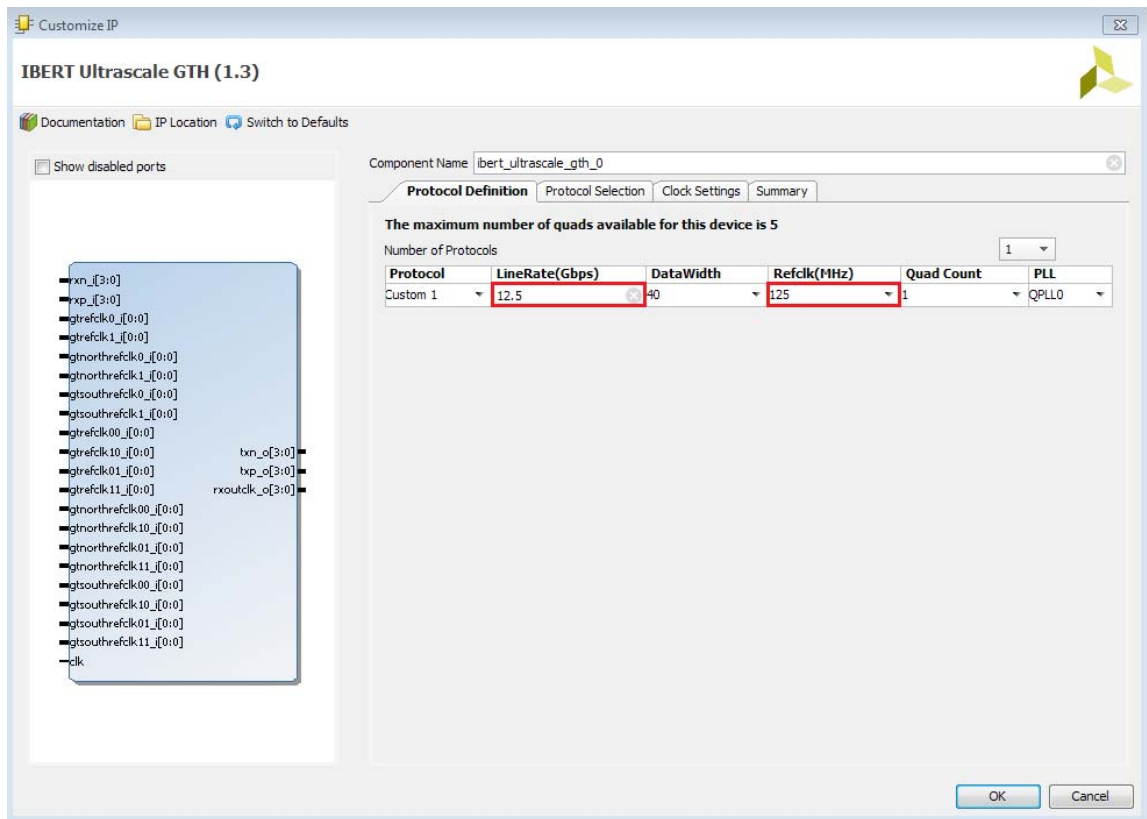 Customize IP
IBERT Ultrascale GTH (1.3)
Documentation IP Location Switch to Defaults
Show disabled ports
rxn_i[3:0]
rxp_i[3:0]
gtrefclk0_i[0:0]
gtrefclk1_i[0:0]
gtnorthrefclk0_i[0:0]
gtnorthrefclk1_i[0:0]
gtsouthrefclk0_i[0:0]
gtsouthrefclk1_i[0:0]
gtrefclk00_i[0:0]
gtrefclk10_i[0:0] txn_o[3:0]
gtrefclk01_i[0:0] txp_o[3:0]
gtrefclk11_i[0:0] rxoutclk_o[3:0]
gtnorthrefclk00_i[0:0]
gtnorthrefclk10_i[0:0]
gtnorthrefclk01_i[0:0]
gtnorthrefclk11_i[0:0]
gtsouthrefclk00_i[0:0]
gtsouthrefclk10_i[0:0]
gtsouthrefclk01_i[0:0]
gtsouthrefclk11_i[0:0]
clk
Component Name ibert_ultrascale_gth_0
Protocol Definition Protocol Selection Clock Settings Summary
The maximum number of quads available for this device is 5
Number of Protocols 1
Protocol LineRate(Gbps) DataWidth Refclk(MHz) Quad Count PLL
Custom 1 12.5 40 125 1 QPLL0
OK Cancel